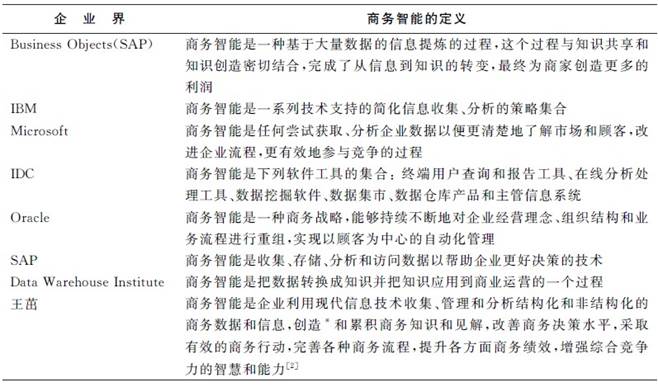 企 业 界 商务智能的定义
Business Objects(SAP) 商务智能是一种基于大量数据的信息提炼的过程,这个过程与知识共享和
知识创造密切结合,完成了从信息到知识的转变,最终为商家创造更多的
利润
IBM 商务智能是一系列技术支持的简化信息收集、分析的策略集合
Microsoft 商务智能是任何尝试获取、分析企业数据以便更清楚地了解市场和顾客,改
进企业流程,更有效地参与竞争的过程
IDC 商务智能是下列软件工具的集合:终端用户查询和报告工具、在线分析处
理工具、数据挖掘软件、数据集市、数据仓库产品和主管信息系统
Oracle 商务智能是一种商务战略,能够持续不断地对企业经营理念、组织结构和业
务流程进行重组,实现以顾客为中心的自动化管理
SAP 商务智能是收集、存储、分析和访问数据以帮助企业更好决策的技术
Data Warehouse Institute 商务智能是把数据转换成知识并把知识应用到商业运营的一个过程
王茁 商务智能是企业利用现代信息技术收集、管理和分析结构化和非结构化的
商务数据和信息,创造*和累积商务知识和见解,改善商务决策水平,采取
有效的商务行动,完善各种商务流程,提升各方面商务绩效,增强综合竞争
力的智慧和能力[2]